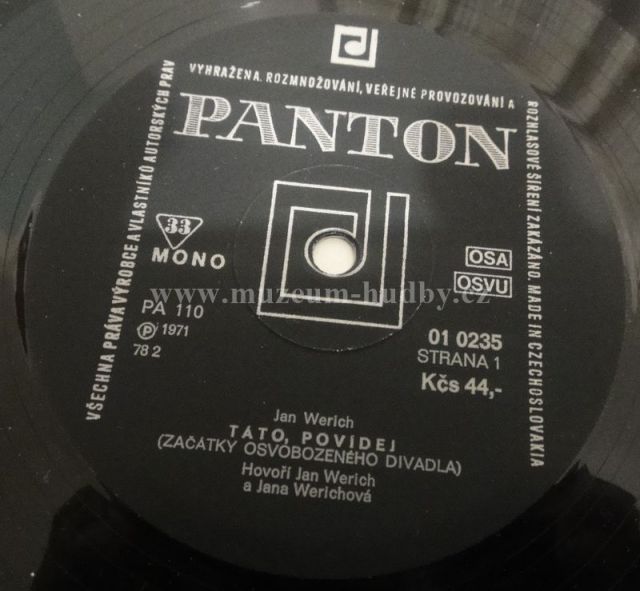 VŠECHNA PRÁVA VÝROBCE A VLASTNÍKŮ AUTORSKÝCH PRÁV
VYHRAŽENA. ROZMNOŽOVÁNÍ, VEŘEJNÉ PROVOZOVÁNÍ A
ROZHLASOVÉ ŠÍŘENÍ ZAKÁZÁNO. MADE IN CZECHOSLOVAKIA
PANTON
33
MONO
OSA
OSVU
www.muzeum-hudby.cz
PA 110
Ⓟ 1971
78 2
01 0235
STRANA 1
Kčs 44,-
Jan Werich
TÁTO, POVÍDEJ
(ZAČÁTKY OSVOBOZENÉHO DIVADLA)
Hovoří Jan Werich
a Jana Werichová